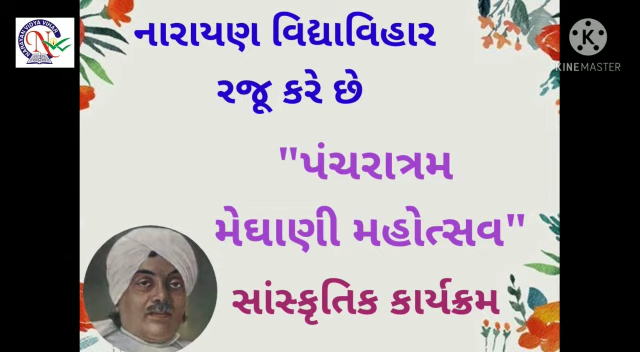 નારાયણ વિદ્યાવિહાર
રજૂ કરે છે
"પંચરાત્રમ
મેઘાણી મહોત્સવ"
સાંસ્કૃતિક કાર્યક્રમ
KINEMASTER